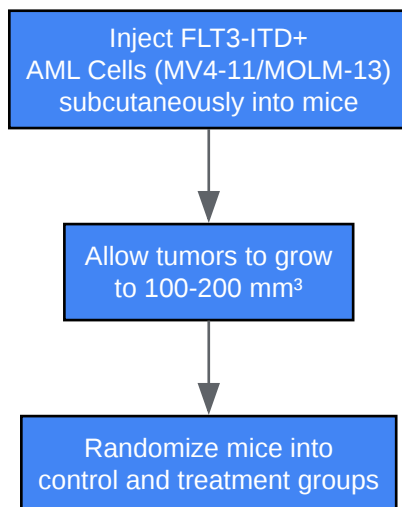 Inject FLT3-ITD+
AML Cells (MV4-11/MOLM-13)
subcutaneously into mice
Allow tumors to grow
to 100-200 mm³
Randomize mice into
control and treatment groups